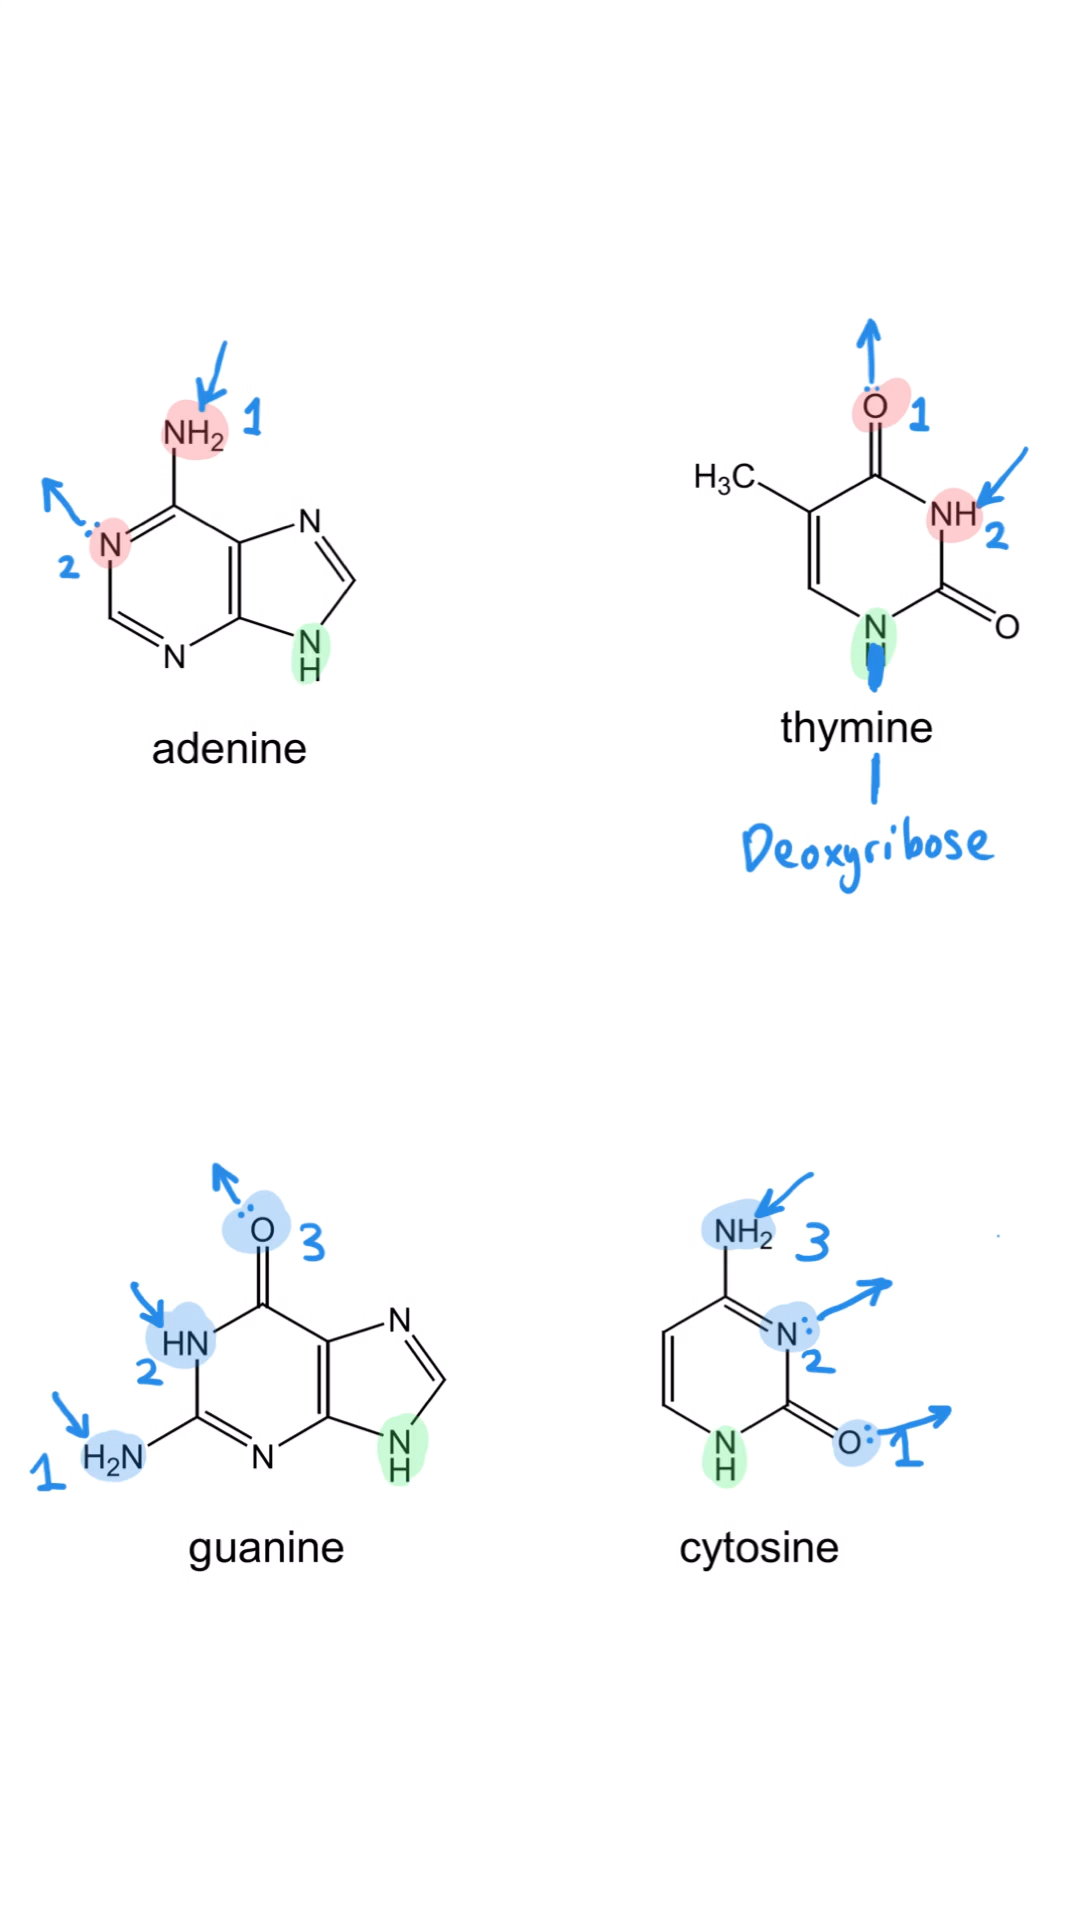 NH2 1
N 2
N
N
N
H
adenine
O 1
H3C
NH 2
O
N
thymine
Deoxyribose
O 3
HN
2
N
1 H2N
N
N
H
guanine
NH2 3
N
2
O 1
N
H
cytosine